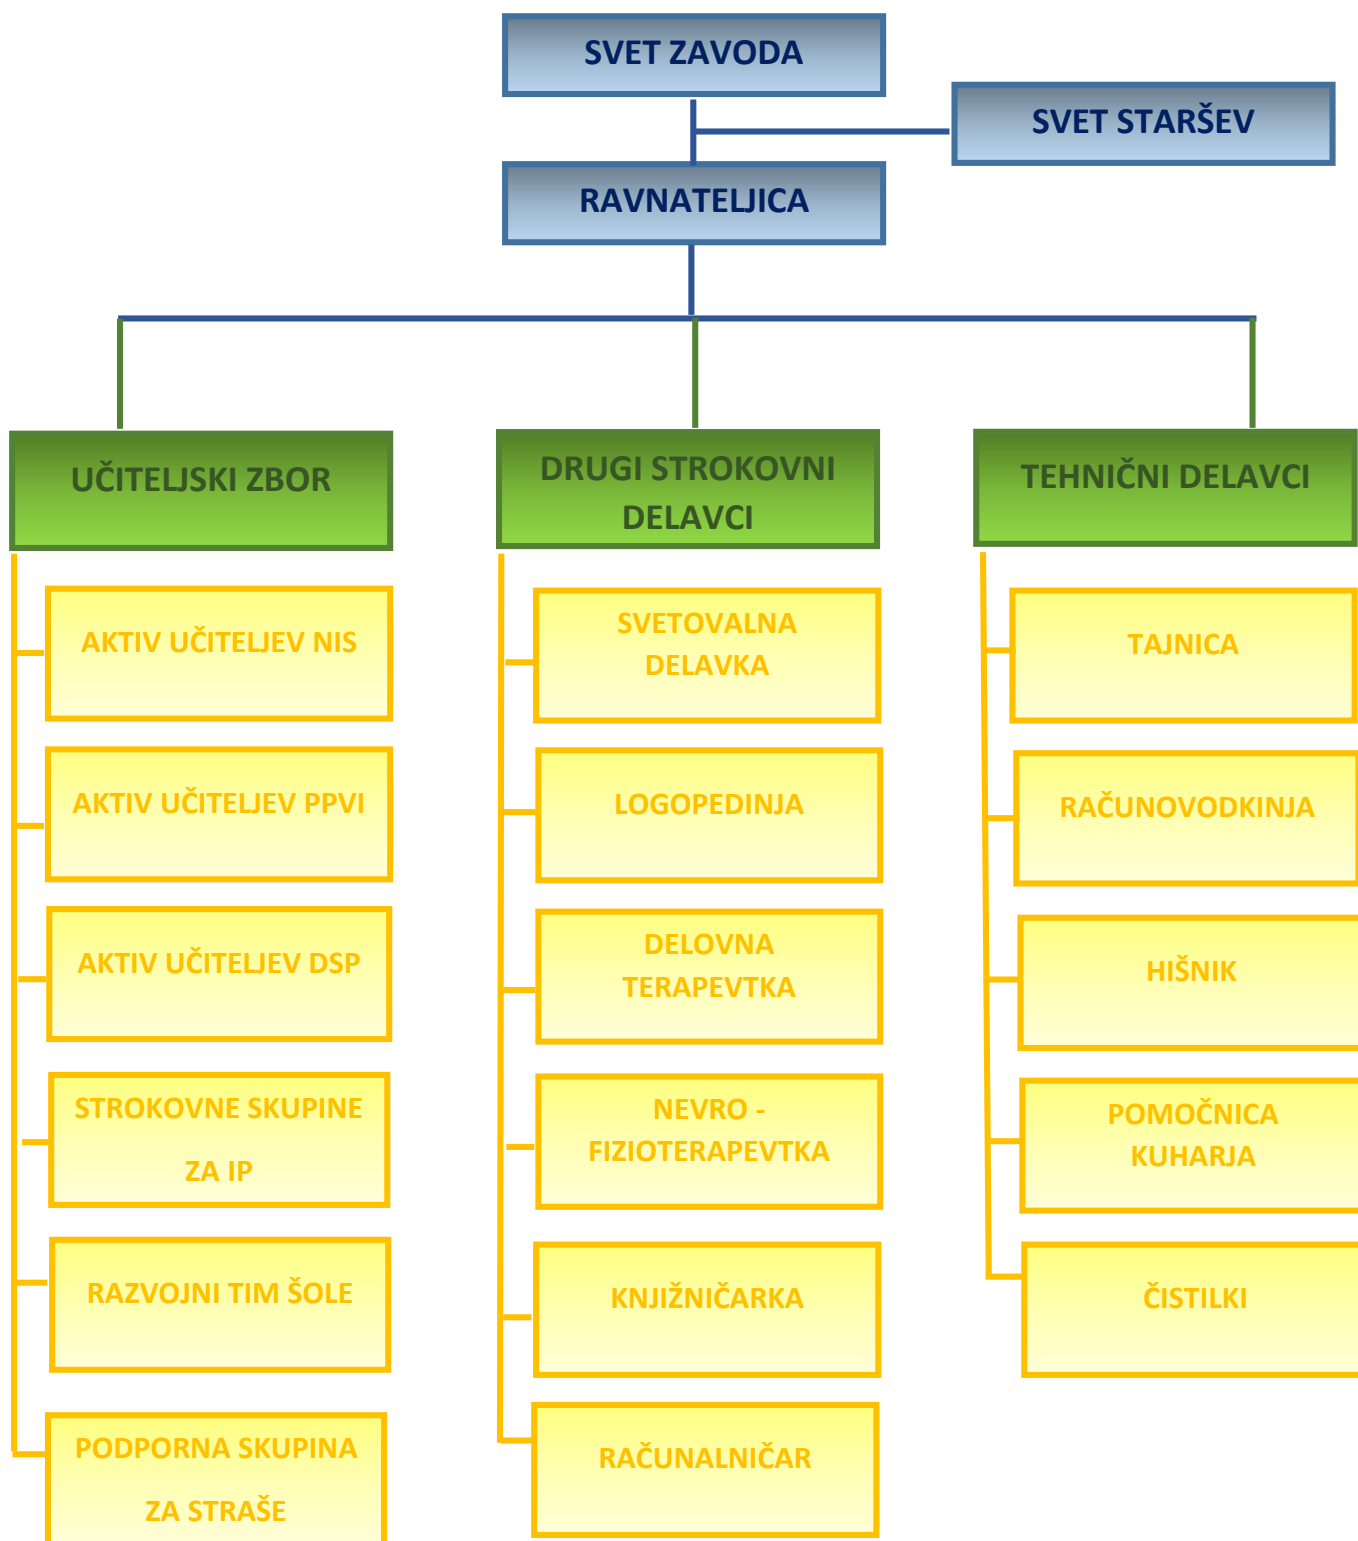 SVET ZAVODA
SVET STARŠEV
RAVNATELJICA
UČITELJSKI ZBOR
AKTIV UČITELJEV NIS
AKTIV UČITELJEV PPVI
AKTIV UČITELJEV DSP
STROKOVNE SKUPINE
ZA IP
RAZVOJNI TIM ŠOLE
PODPORNA SKUPINA
ZA STRAŠE
DRUGI STROKOVNI
DELAVCI
SVETOVALNA
DELAVKA
LOGOPEDINJA
DELOVNA
TERAPEVTKA
NEVRO -
FIZIOTERAPEVTKA
KNJIŽNIČARKA
RAČUNALNIČAR
TEHNIČNI DELAVCI
TAJNICA
RAČUNOVODKINJA
HIŠNIK
POMOČNICA
KUHARJA
ČISTILKI